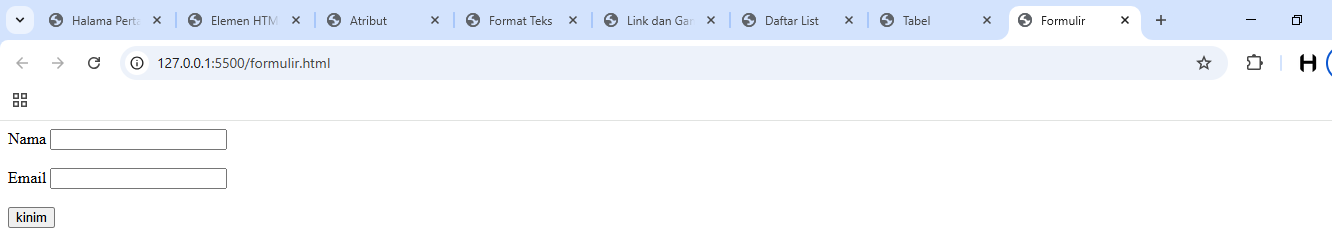 Halama Perta Elemen HTM Atribut Format Teks Link dan Gam Daftar List Tabel Formulir
127.0.0.1:5500/formulir.html
Nama
Email
kinim